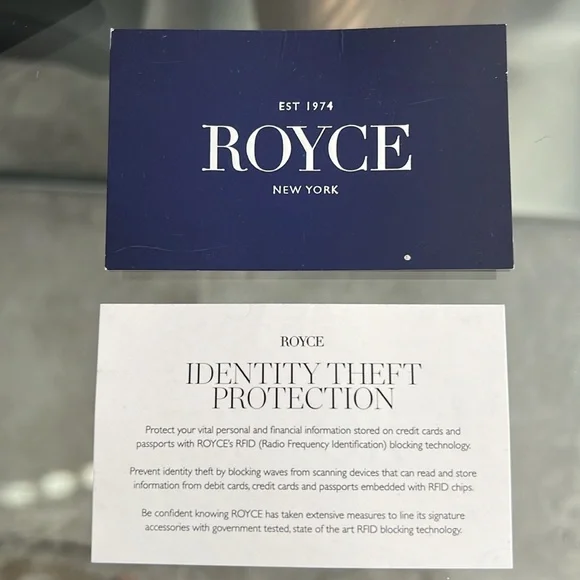 EST 1974
ROYCE
NEW YORK
ROYCE
IDENTITY THEFT
PROTECTION
Protect your vital personal and financial information stored on credit cards and
passports with ROYCE's RFID (Radio Frequency Identification) blocking technology.
Prevent identity theft by blocking waves from scanning devices that can read and store
information from debit cards, credit cards and passports embedded with RFID chips.
Be confident knowing ROYCE has taken extensive measures to line its signature
accessories with government tested, state of the art RFID blocking technology.